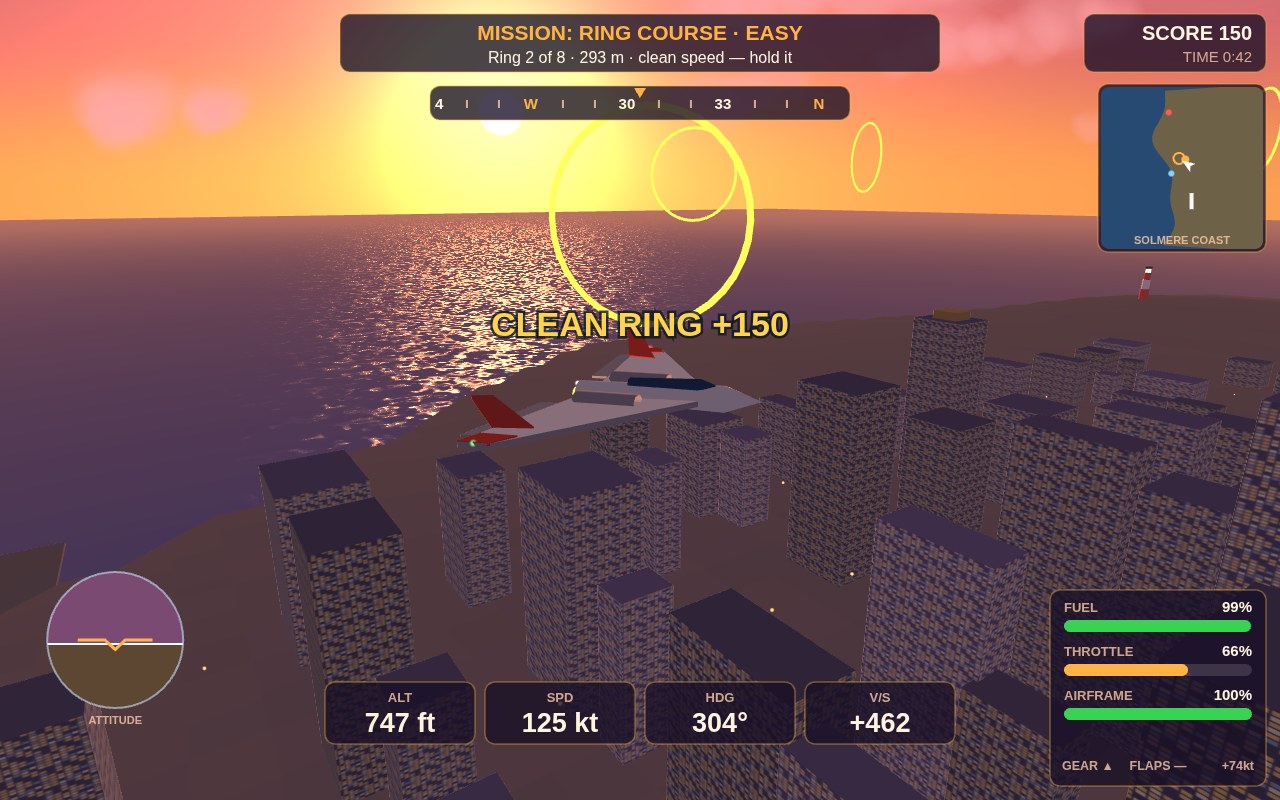 MISSION: RING COURSE · EASY
Ring 2 of 8 · 293 m · clean speed — hold it
SCORE 150
TIME 0:42
4 W 30 33 N
SOLMERE COAST
CLEAN RING +150
ATTITUDE
ALT
747 ft
SPD
125 kt
HDG
304°
V/S
+462
FUEL 99%
THROTTLE 66%
AIRFRAME 100%
GEAR ▲ FLAPS — +74kt